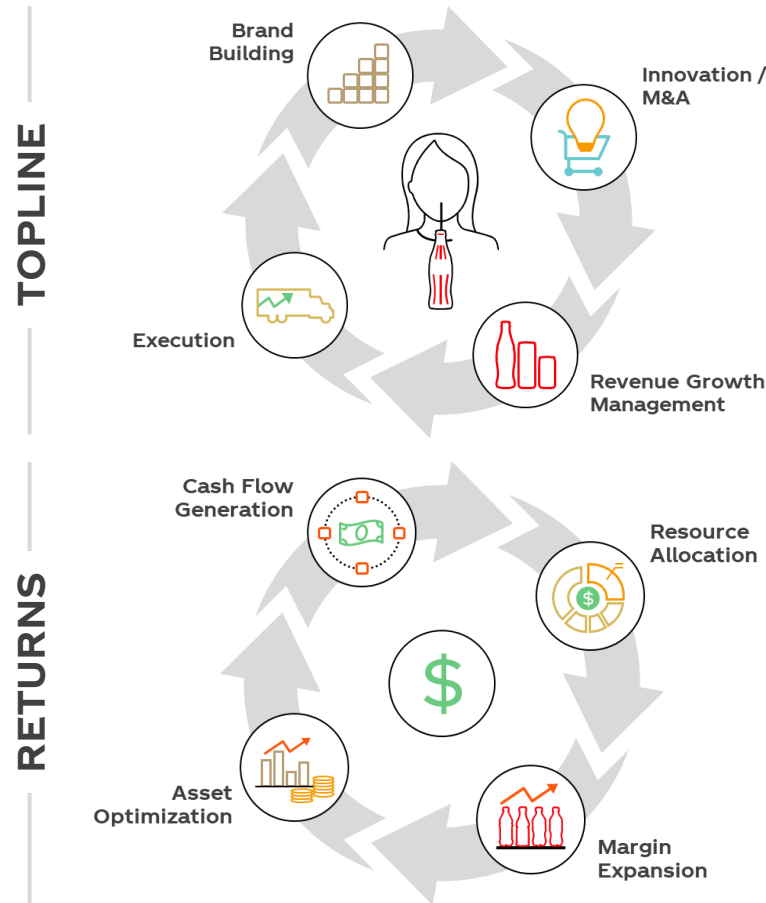 TOPLINE
Brand
Building
Innovation /
M&A
Execution
Revenue Growth
Management
RETURNS
Cash Flow
Generation
$
Resource
Allocation
$
Asset
Optimization
Margin
Expansion